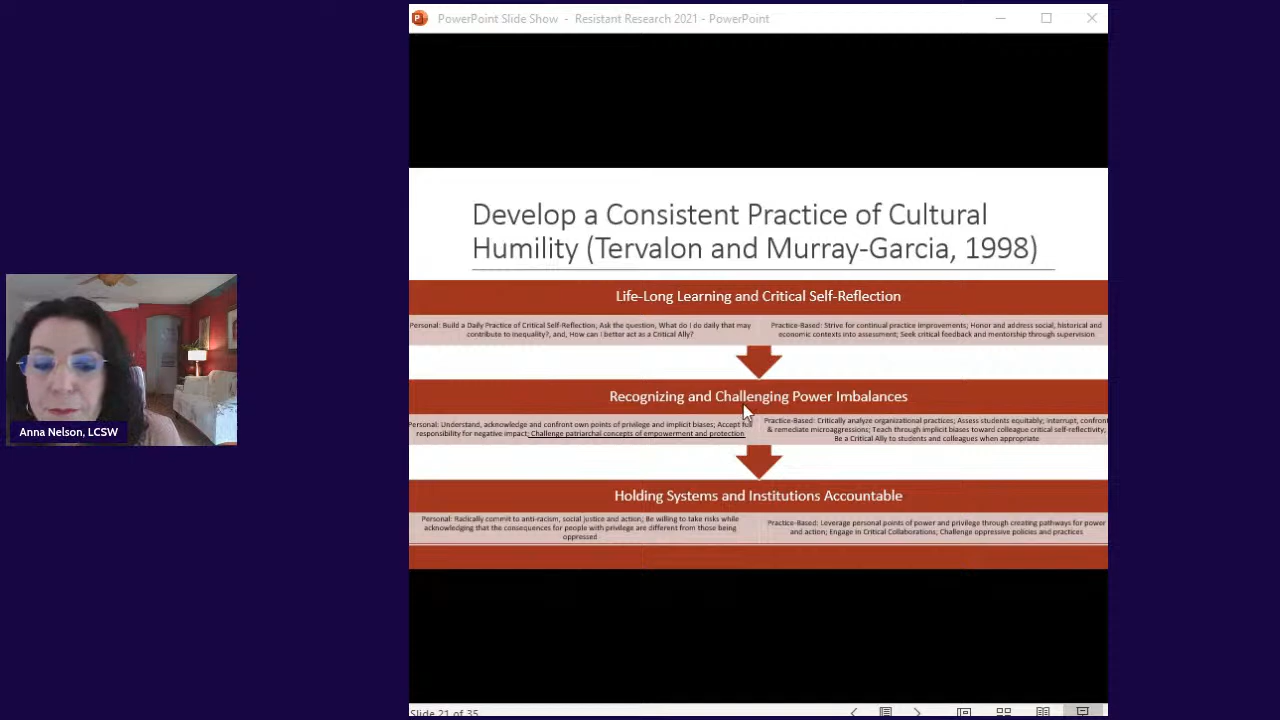 PowerPoint Slide Show - Resistant Research 2021 - PowerPoint
Develop a Consistent Practice of Cultural
Humility (Tervalon and Murray-Garcia, 1998)
Life-Long Learning and Critical Self-Reflection
Personal: Build a Daily Practice of Critical Self-Reflection; Ask the question, What do I do daily that may
contribute to inequality?, and, How can I better act as a Critical Ally?
Practice-Based: Strive for continual practice improvements; Honor and address social, historical and
economic contexts into assessment; Seek critical feedback and mentorship through supervision
Recognizing and Challenging Power Imbalances
Personal: Understand, acknowledge and confront own points of privilege and implicit biases; Accept full
responsibility for negative impact; Challenge patriarchal concepts of empowerment and protection
Practice-Based: Critically analyze organizational practices; Assess students equitably; interrupt, confront
& remediate microaggressions; Teach through implicit biases toward colleague critical self-reflectivity;
Be a Critical Ally to students and colleagues when appropriate
Holding Systems and Institutions Accountable
Personal: Radically commit to anti-racism, social justice and action; Be willing to take risks while
acknowledging that the consequences for people with privilege are different from those being
oppressed
Practice-Based: Leverage personal points of power and privilege through creating pathways for power
and action; Engage in Critical Collaborations; Challenge oppressive policies and practices
Anna Nelson, LCSW
Slide 21 of 35